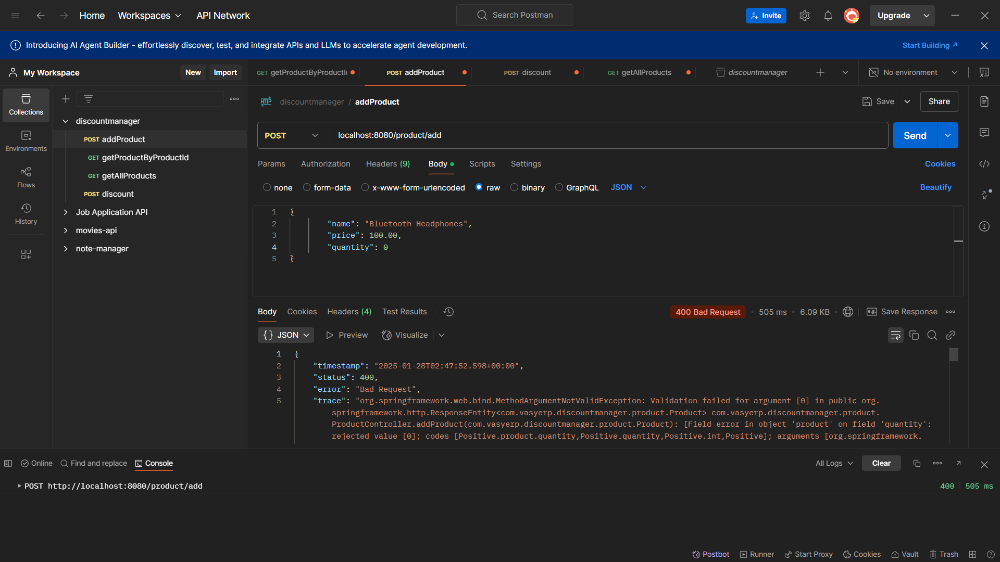 Home
Workspaces
API Network
Search Postman
Invite
Upgrade
Introducing AI Agent Builder - effortlessly discover, test, and integrate APIs and LLMs to accelerate agent development.
Start Building
My Workspace
New
Import
GET getProductByProductI
POST addProduct
POST discount
GET getAllProducts
discountmanager
No environment
Collections
Environments
Flows
History
discountmanager
POST addProduct
GET getProductByProductId
GET getAllProducts
POST discount
Job Application API
movies-api
note-manager
HTTP discountmanager / addProduct
Save
Share
POST
localhost:8080/product/add
Send
Params
Authorization
Headers (9)
Body
Scripts
Settings
Cookies
none
form-data
x-www-form-urlencoded
raw
binary
GraphQL
JSON
Beautify
1 {
2 "name": "Bluetooth Headphones",
3 "price": 100.00,
4 "quantity": 0
5 }
Body
Cookies
Headers (4)
Test Results
400 Bad Request
505 ms
6.09 KB
e.g. Save Response
{} JSON
Preview
Visualize
1 {
2 "timestamp": "2025-01-28T02:47:52.598+00:00",
3 "status": 400,
4 "error": "Bad Request",
5 "trace": "org.springframework.web.bind.MethodArgumentNotValidException: Validation failed for argument [0] in public org.
springframework.http.ResponseEntity<com.vasyerp.discountmanager.product.Product> com.vasyerp.discountmanager.product.
ProductController.addProduct(com.vasyerp.discountmanager.product.Product): [Field error in object 'product' on field 'quantity':
rejected value [0]; codes [Positive.product.quantity,Positive.quantity,Positive.int,Positive]; arguments [org.springframework.
Online
Find and replace
Console
All Logs
Clear
POST http://localhost:8080/product/add
400
505 ms
Postbot
Runner
Start Proxy
Cookies
Vault
Trash